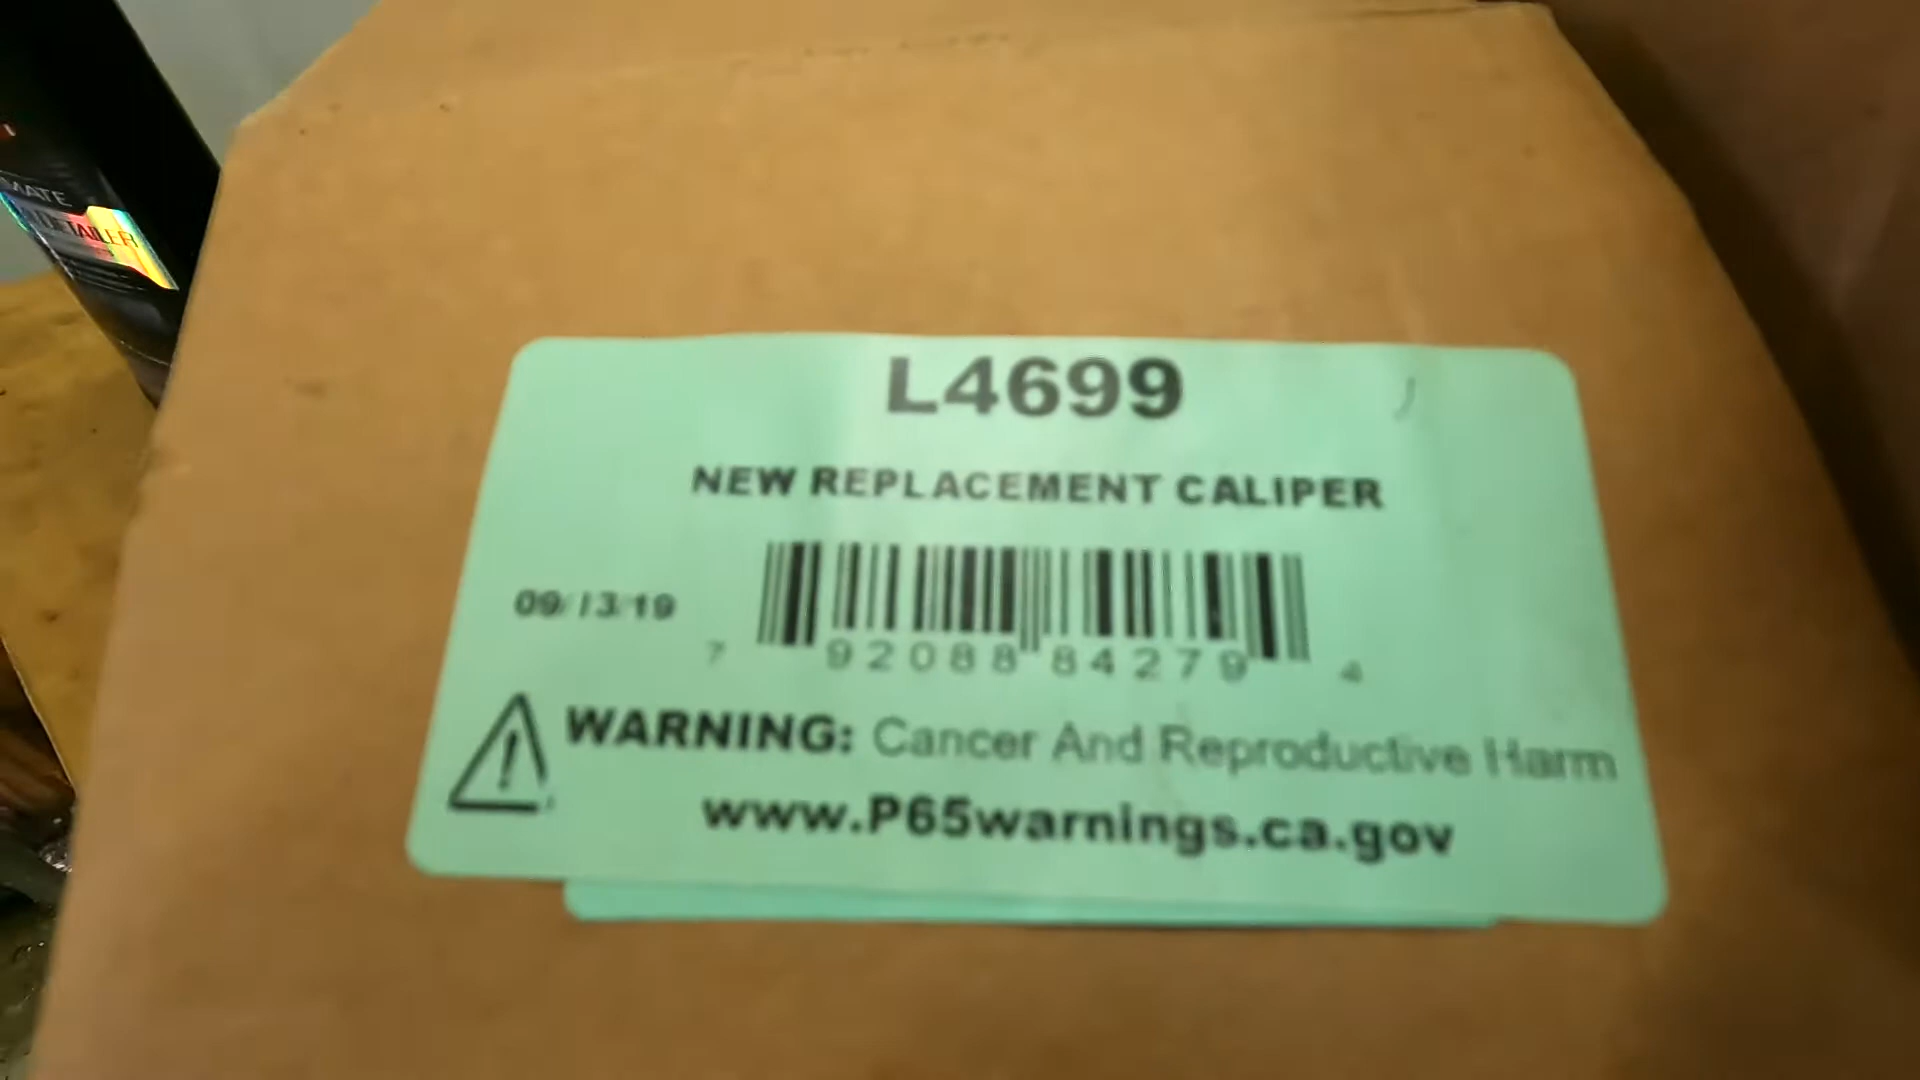 DETAILER
L4699
NEW REPLACEMENT CALIPER
09/13/19
7 92088 84279 4
WARNING: Cancer And Reproductive Harm
www.P65warnings.ca.gov